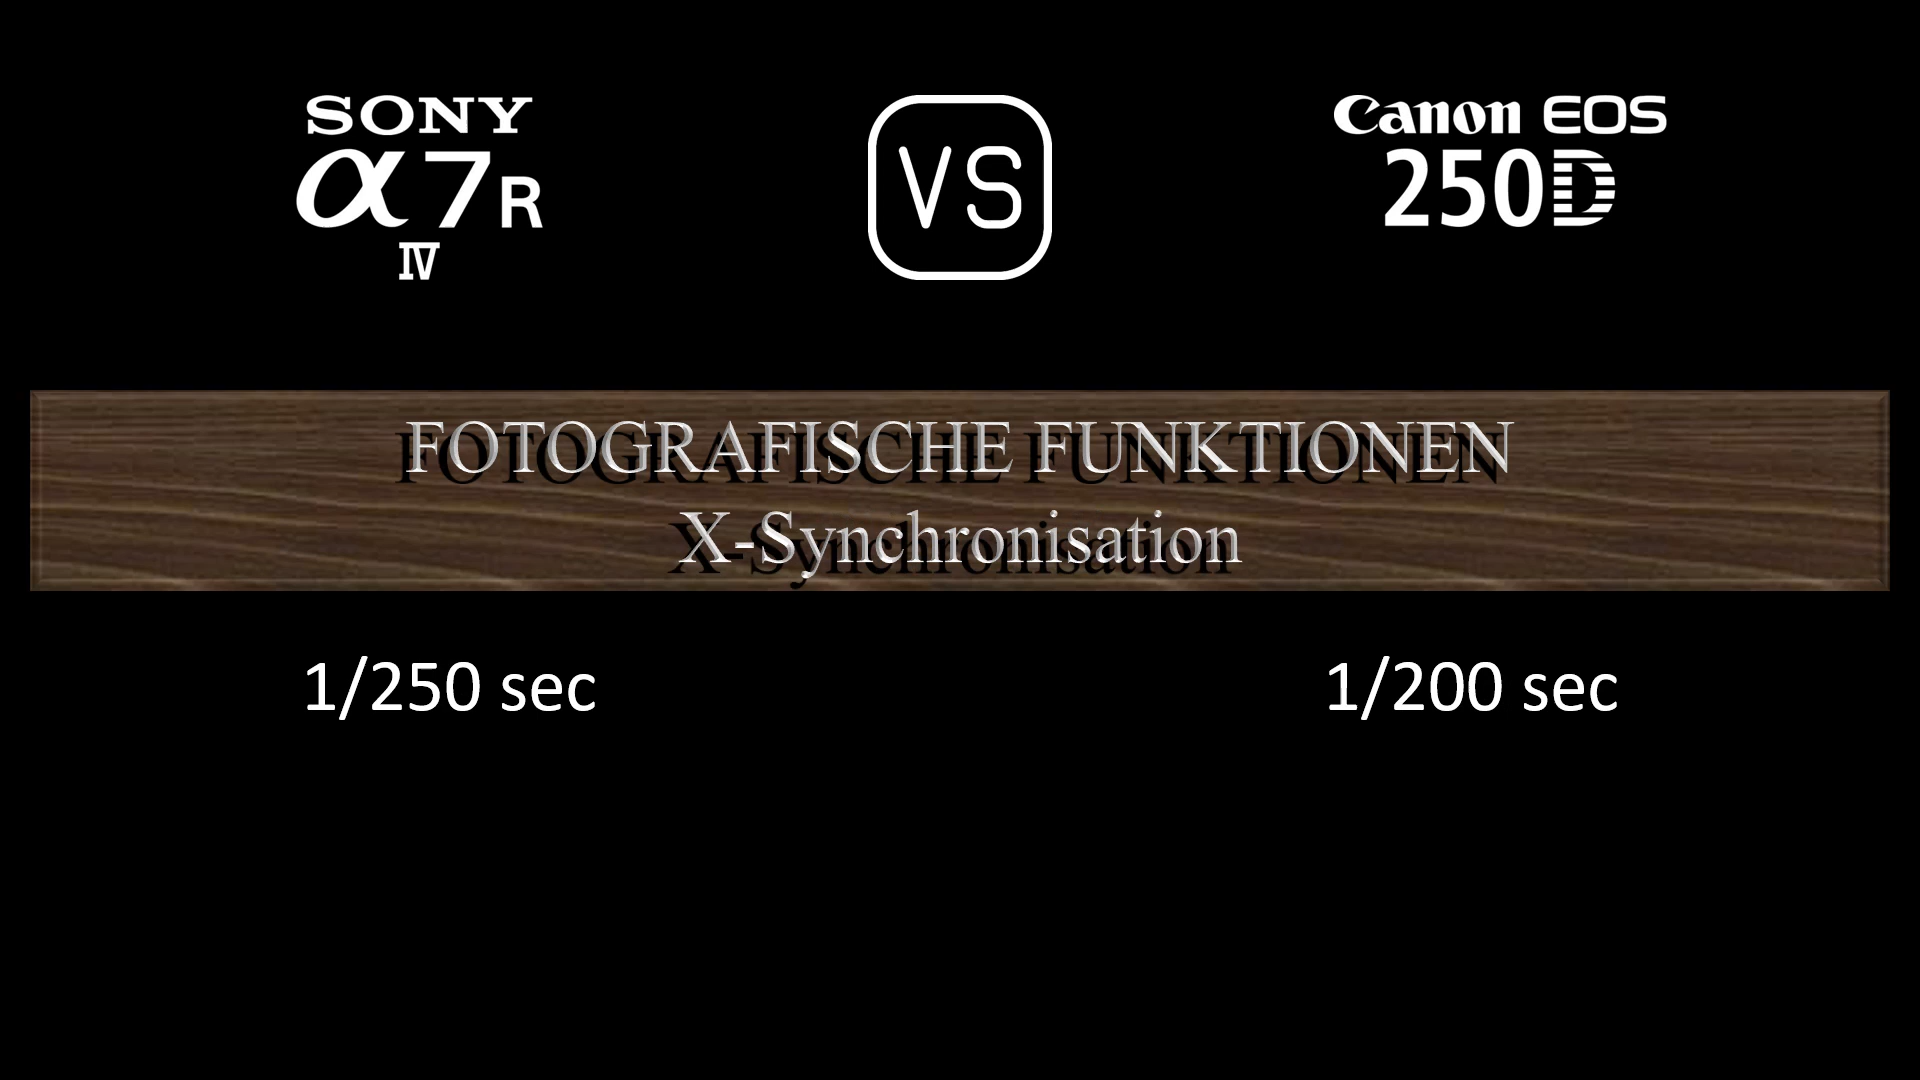 SONY
α7R
IV
VS
Canon EOS
250D
FOTOGRAFISCHE FUNKTIONEN
X-Synchronisation
1/250 sec
1/200 sec